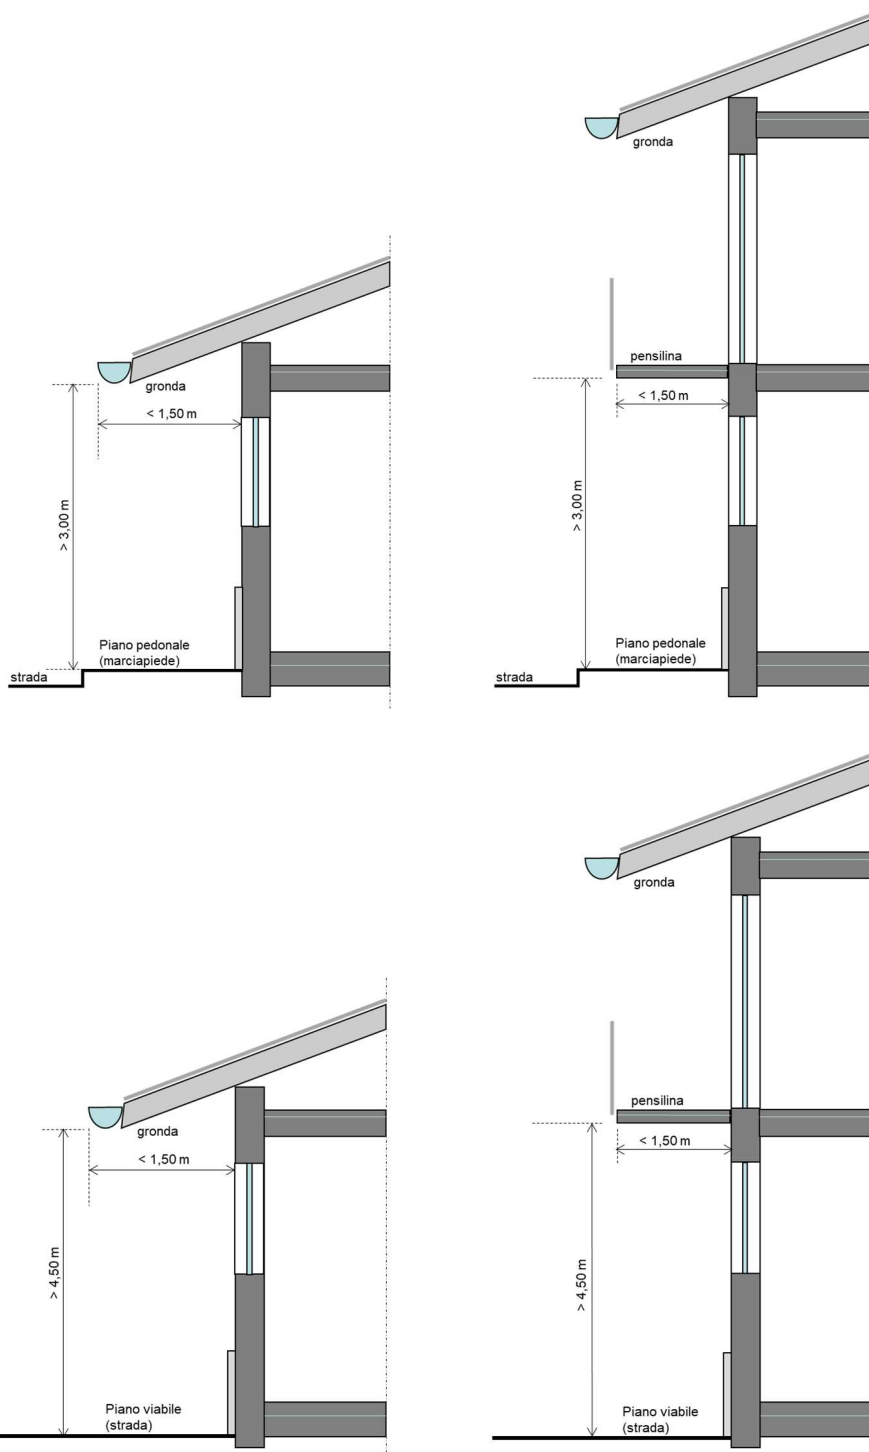 gronda
< 1,50 m
> 3,00 m
Piano pedonale
(marciapiede)
strada
gronda
pensilina
< 1,50 m
> 3,00 m
Piano pedonale
(marciapiede)
strada
gronda
< 1,50 m
> 4,50 m
Piano viabile
(strada)
gronda
pensilina
< 1,50 m
> 4,50 m
Piano viabile
(strada)